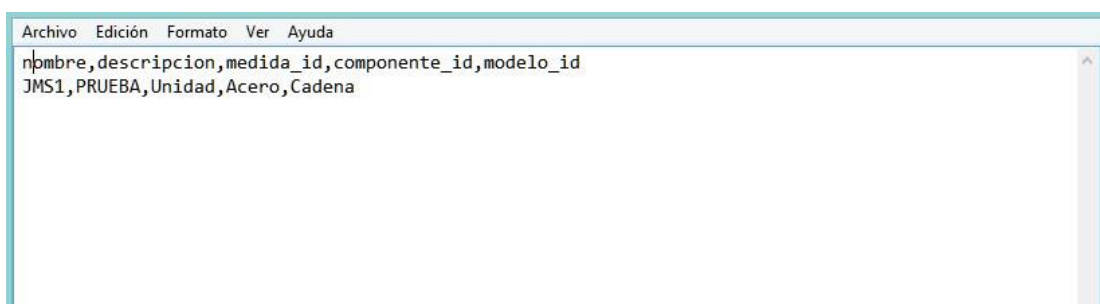 Archivo Edición Formato Ver Ayuda
nombre,descripcion,medida_id,componente_id,modelo_id
JMS1,PRUEBA,Unidad,Acero,Cadena